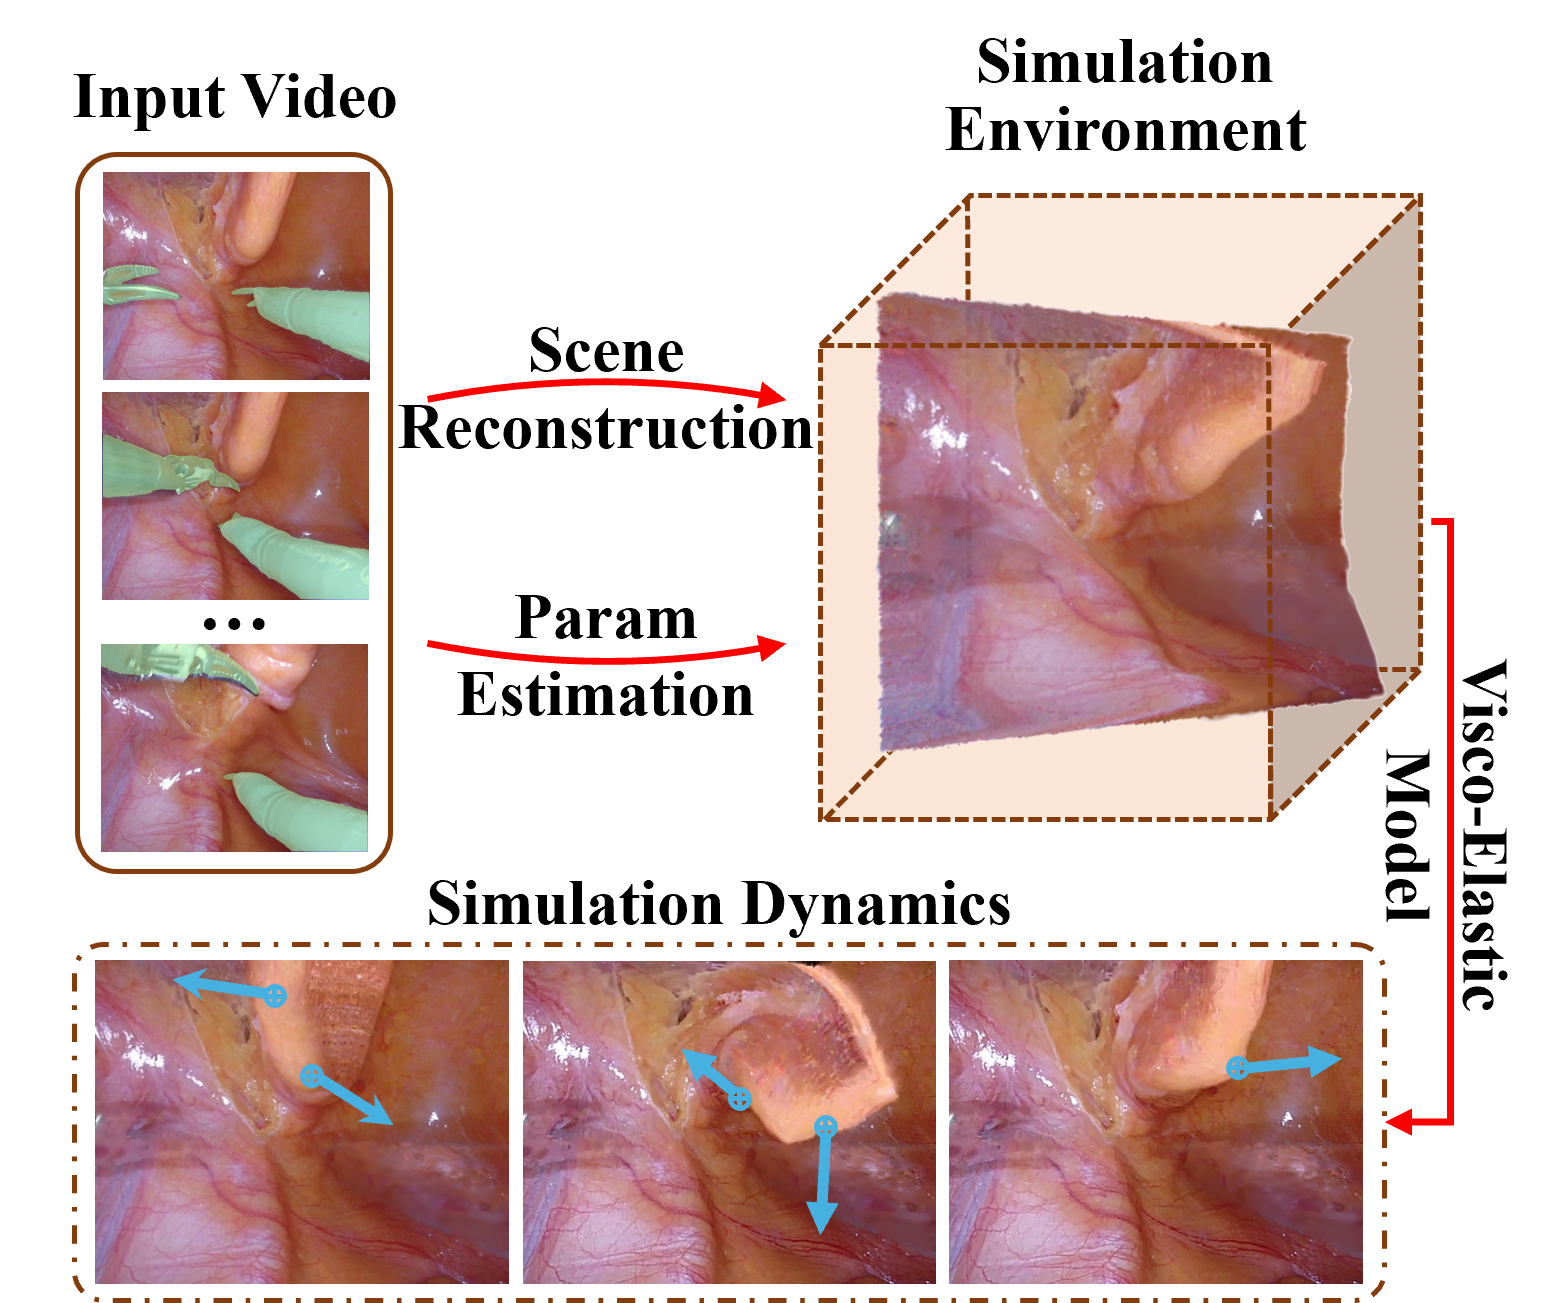 Input Video
Simulation
Environment
Scene
Reconstruction
Param
Estimation
...
Visco-Elastic
Model
Simulation Dynamics